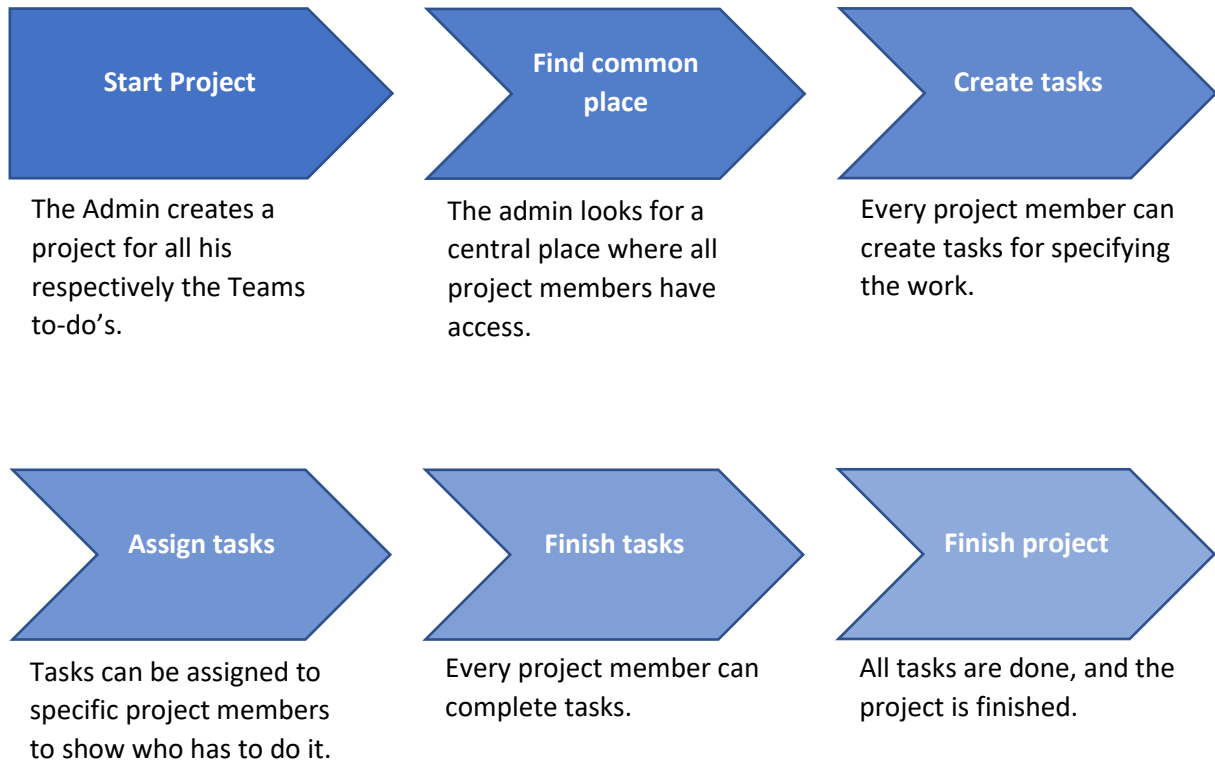 Start Project
The Admin creates a
project for all his
respectively the Teams
to-do’s.
Find common
place
The admin looks for a
central place where all
project members have
access.
Create tasks
Every project member can
create tasks for specifying
the work.
Assign tasks
Tasks can be assigned to
specific project members
to show who has to do it.
Finish tasks
Every project member can
complete tasks.
Finish project
All tasks are done, and the
project is finished.